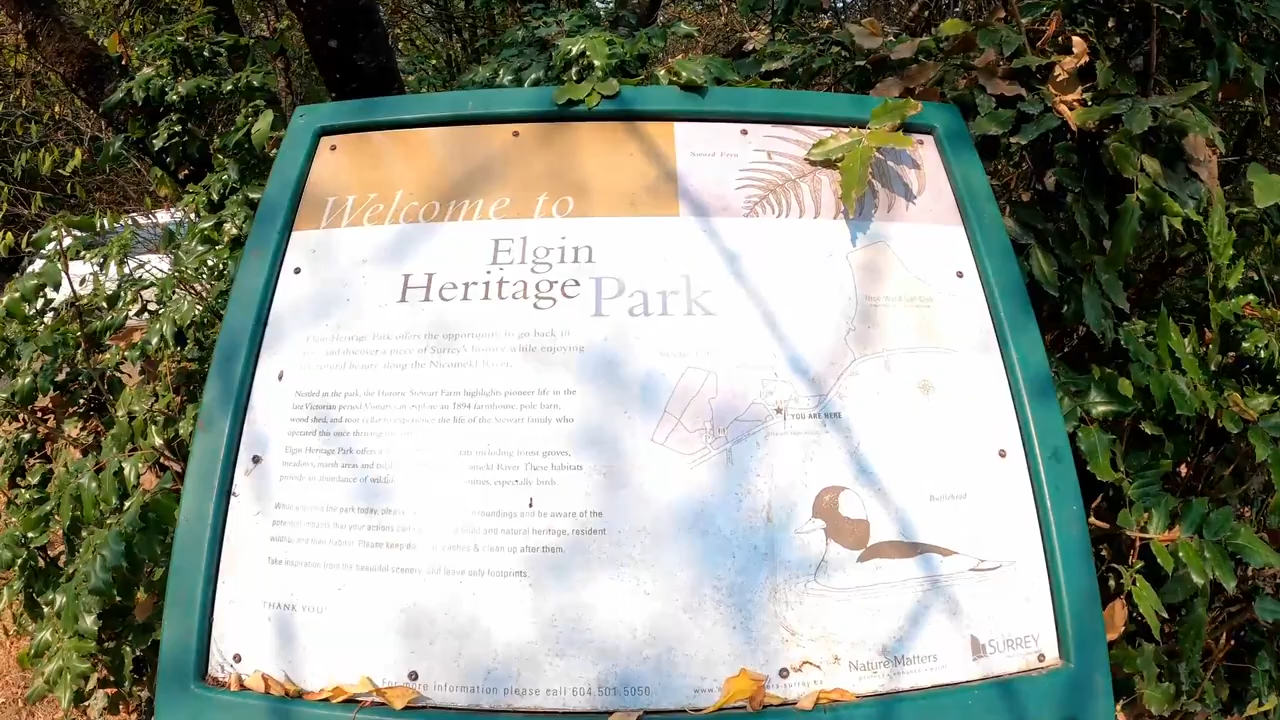 Welcome to
Sword Fern
Elgin
Heritage Park
Elgin Heritage Park offers the opportunity to go back in
and discover a piece of Surrey's history while enjoying
natural beauty along the Nicomekl River.
Nestled in the park, the Historic Stewart Farm highlights pioneer life in the
late Victorian period. Visitors can explore an 1894 farmhouse, pole barn,
wood shed, and root cellar to experience the life of the Stewart family who
operated this once thriving
Elgin Heritage Park offers a including forest groves,
meadows, marsh areas and River These habitats
provide an abundance of especially birds.
While enjoying the park today, please surroundings and be aware of the
potential impacts that your actions and natural heritage, resident
wildlife, and their habitat. Please keep leashes & clean up after them.
Take inspiration from the beautiful scenery, and leave only footprints.
THANK YOU!
YOU ARE HERE
Bufflehead
Nature Matters
protect • enhance •
SURREY
For more information please call 604.501.5050